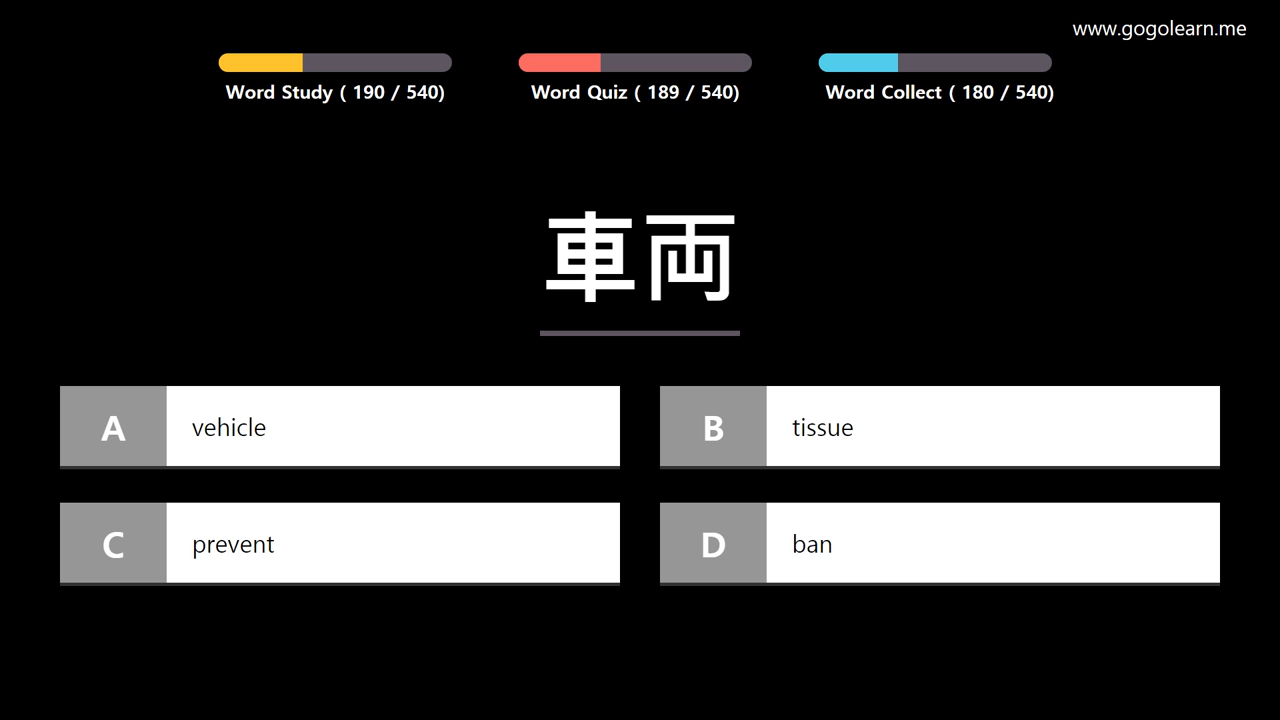 www.gogolearn.me
Word Study ( 190 / 540)
Word Quiz ( 189 / 540)
Word Collect ( 180 / 540)
車両
A vehicle
B tissue
C prevent
D ban